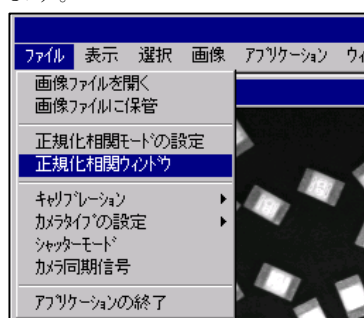 ﾌｧｲﾙ 表示 選択 画像 ｱﾌﾟﾘｹｰｼｮﾝ
画像ﾌｧｲﾙを開く
画像ﾌｧｲﾙに保管
正規化相関ﾓｰﾄﾞの設定
正規化相関ｳｨﾝﾄﾞｳ
ｷｬﾘﾌﾞﾚｰｼｮﾝ
ｶﾒﾗﾀｲﾌﾟの設定
ｼｬｯﾀｰﾓｰﾄﾞ
ｶﾒﾗ同期信号
ｱﾌﾟﾘｹｰｼｮﾝの終了